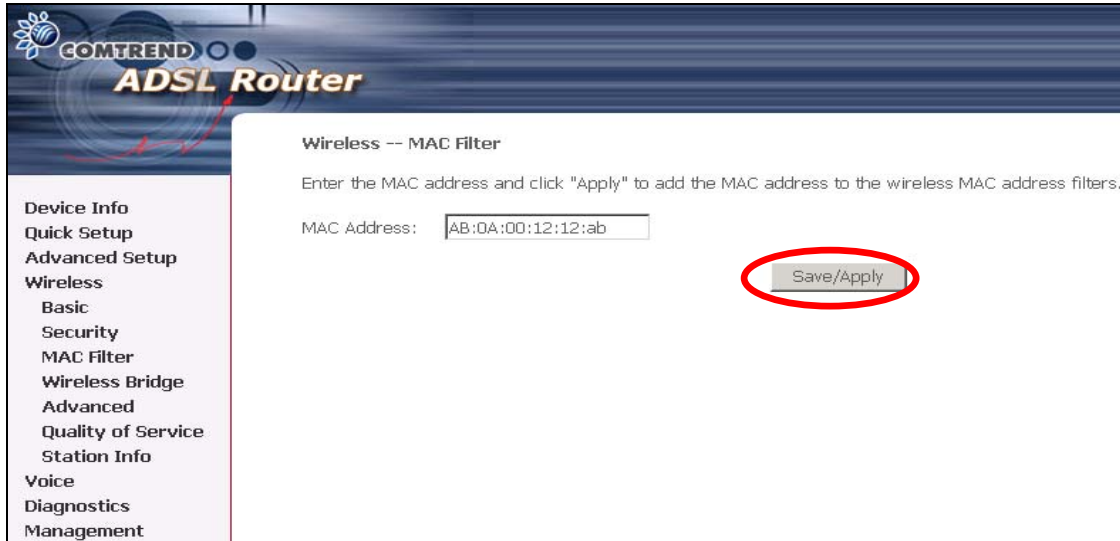 COMTREND
ADSL Router
Wireless -- MAC Filter
Enter the MAC address and click "Apply" to add the MAC address to the wireless MAC address filters.
MAC Address: AB:0A:00:12:12:ab
Save/Apply
Device Info
Quick Setup
Advanced Setup
Wireless
Basic
Security
MAC Filter
Wireless Bridge
Advanced
Quality of Service
Station Info
Voice
Diagnostics
Management